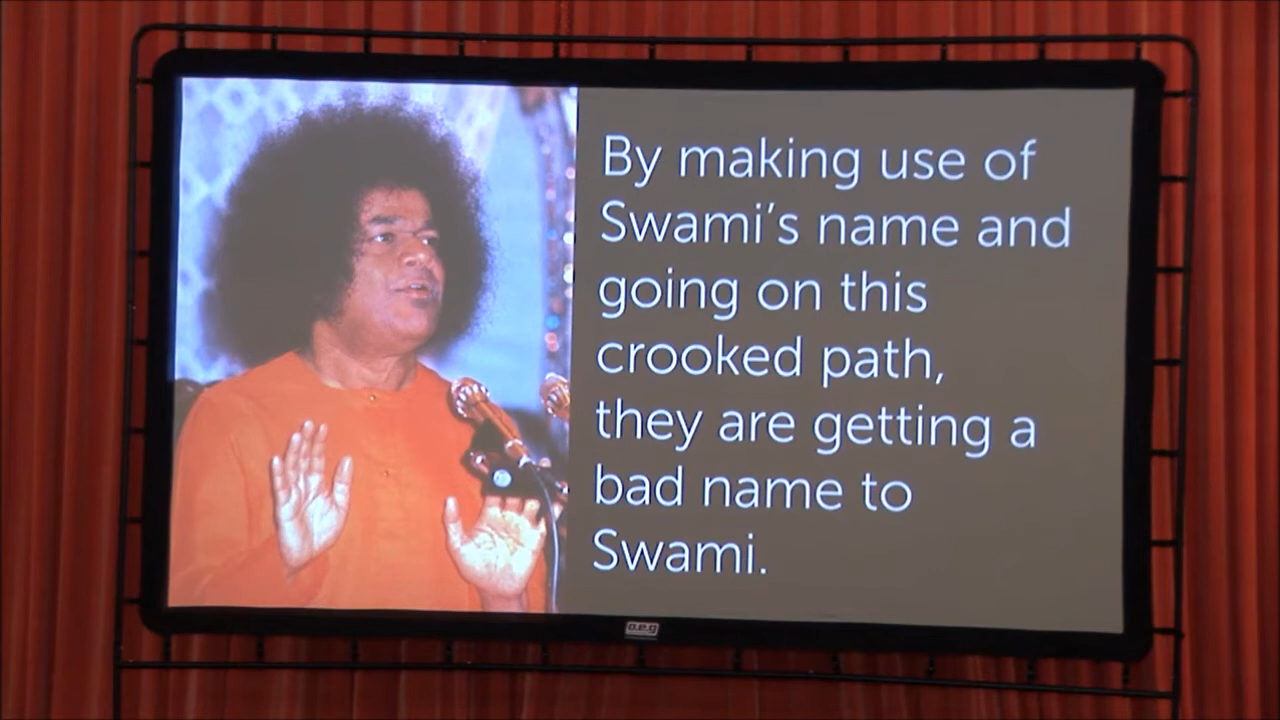 By making use of
Swami's name and
going on this
crooked path,
they are getting a
bad name to
Swami.
o.e.g